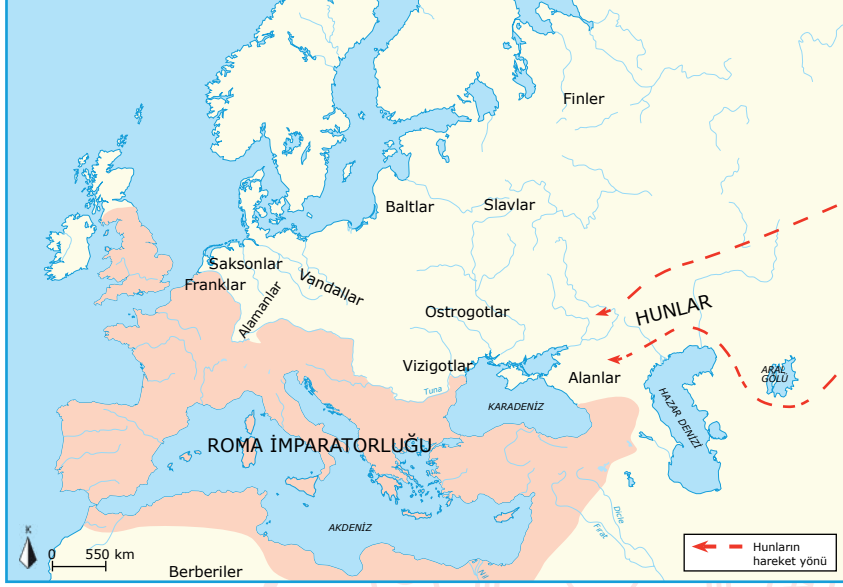 Finler
Baltlar
Slavlar
Saksonlar
Franklar
Vandallar
Alamanlar
Ostrogotlar
HUNLAR
Vizigotlar
Alanlar
ARAL
GÖLÜ
Tuna
KARADENİZ
HAZAR DENİZİ
ROMA İMPARATORLUĞU
Dicle
Fırat
AKDENİZ
K
0 550 km
Berberiler
Nil
Hunların
hareket yönü